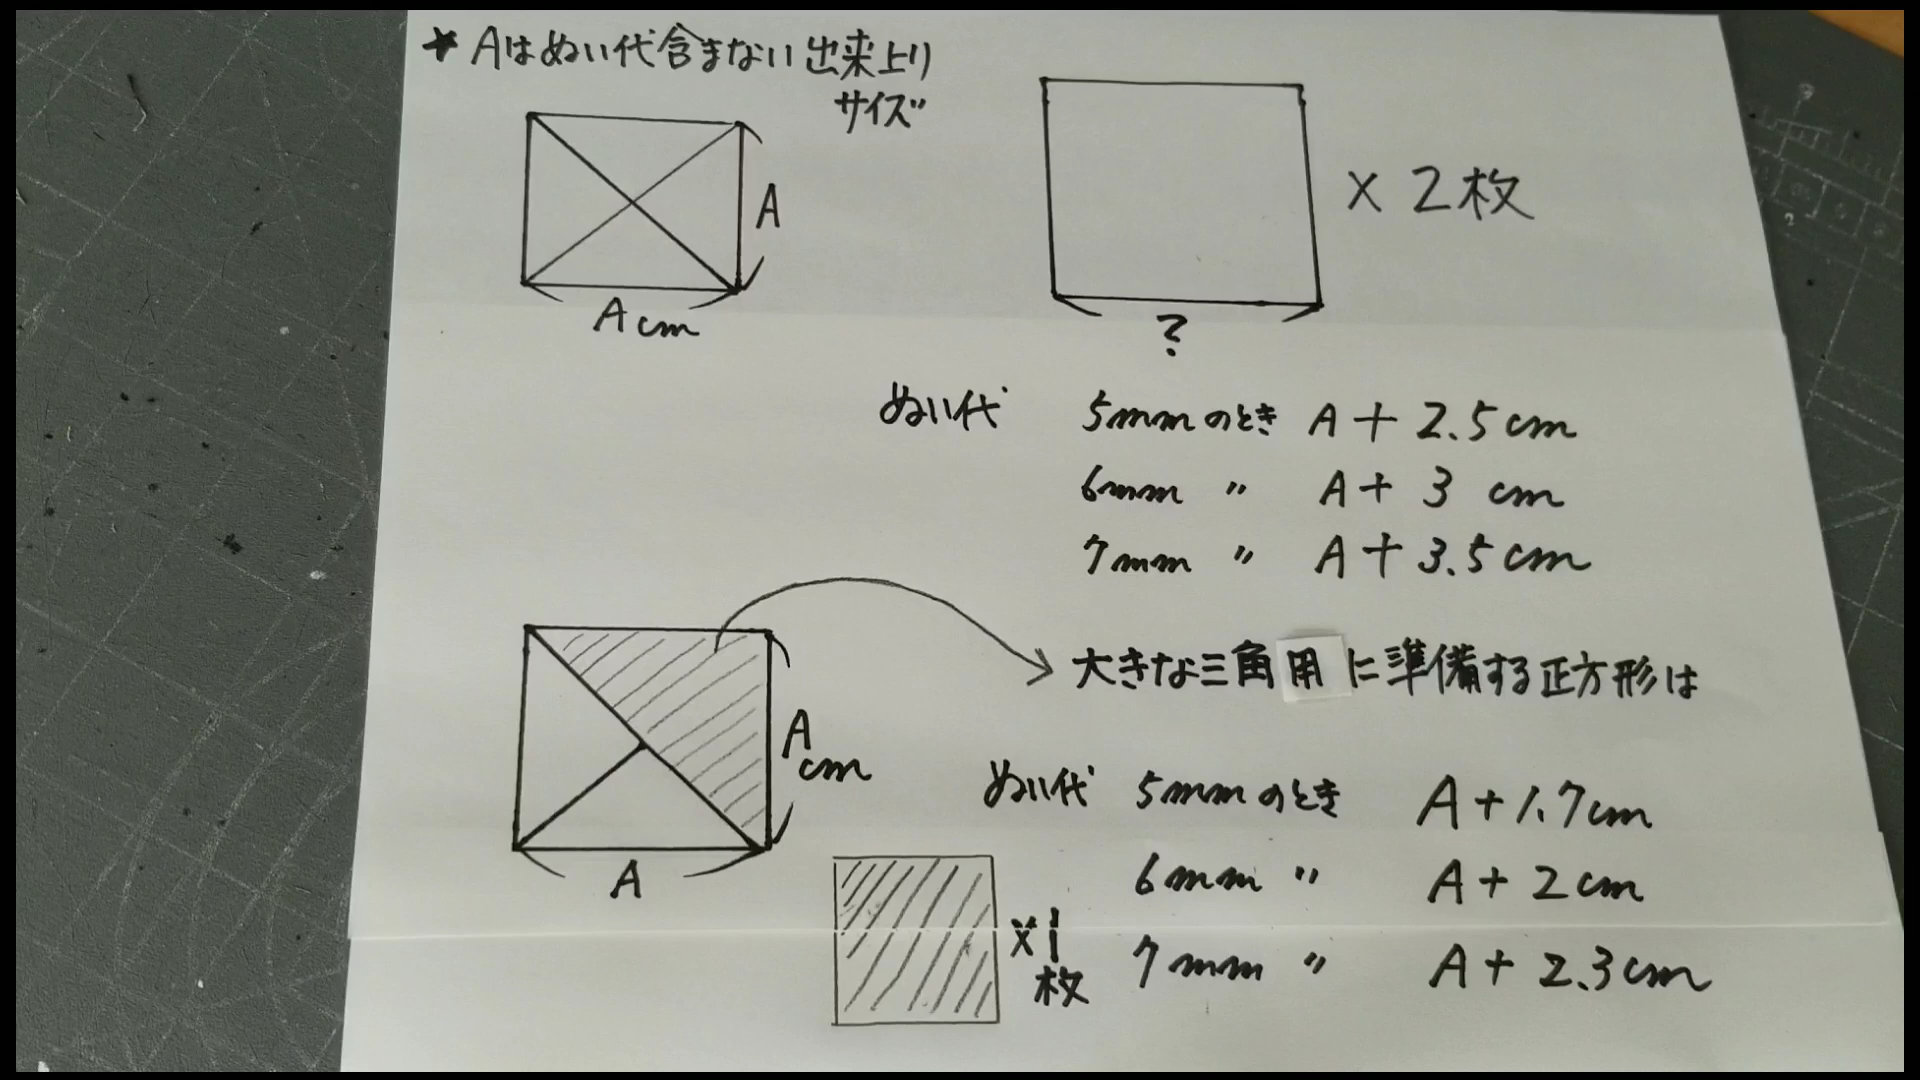 * Aはぬい代含まない出来上り
サイズ
A
A cm
×2枚
?
ぬい代 5mmのとき A+2.5cm
6mm 〃 A+3 cm
7mm 〃 A+3.5cm
大きな三角用に準備する正方形は
A cm
A
ぬい代 5mmのとき A+1.7cm
6mm 〃 A+2cm
×1枚
7mm 〃 A+2.3cm